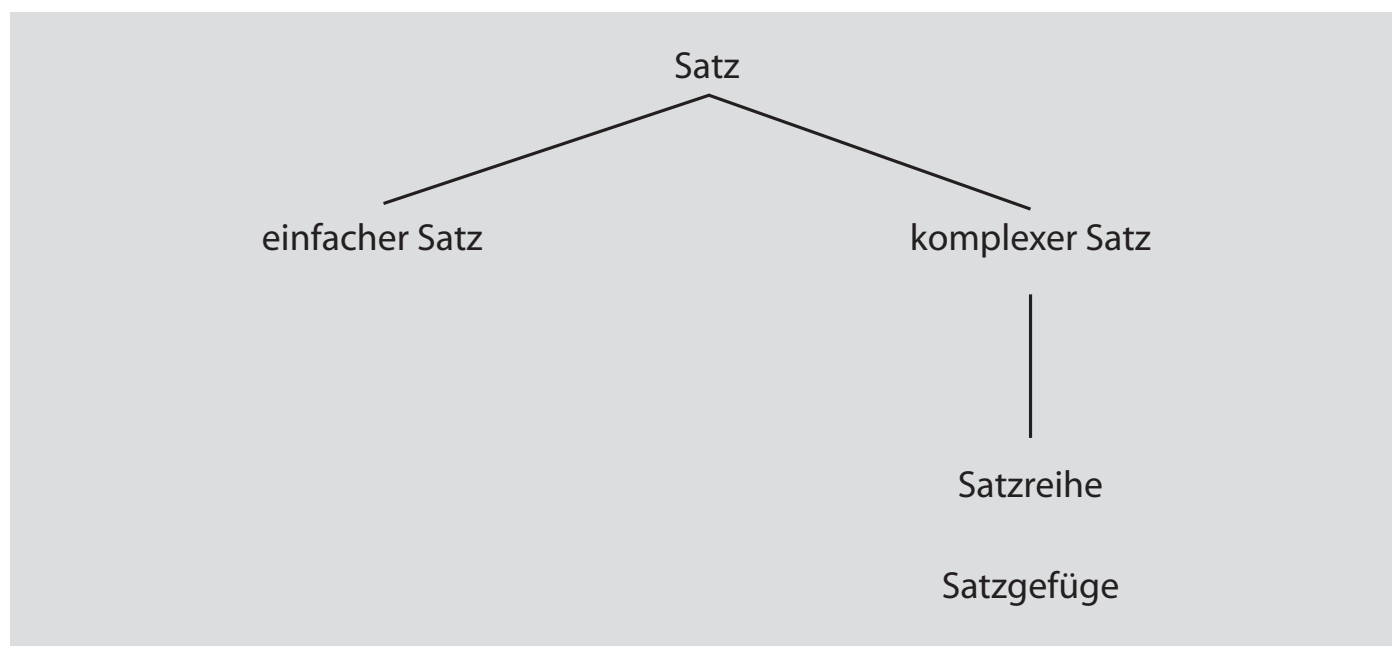 Satz
einfacher Satz
komplexer Satz
Satzreihe
Satzgefüge